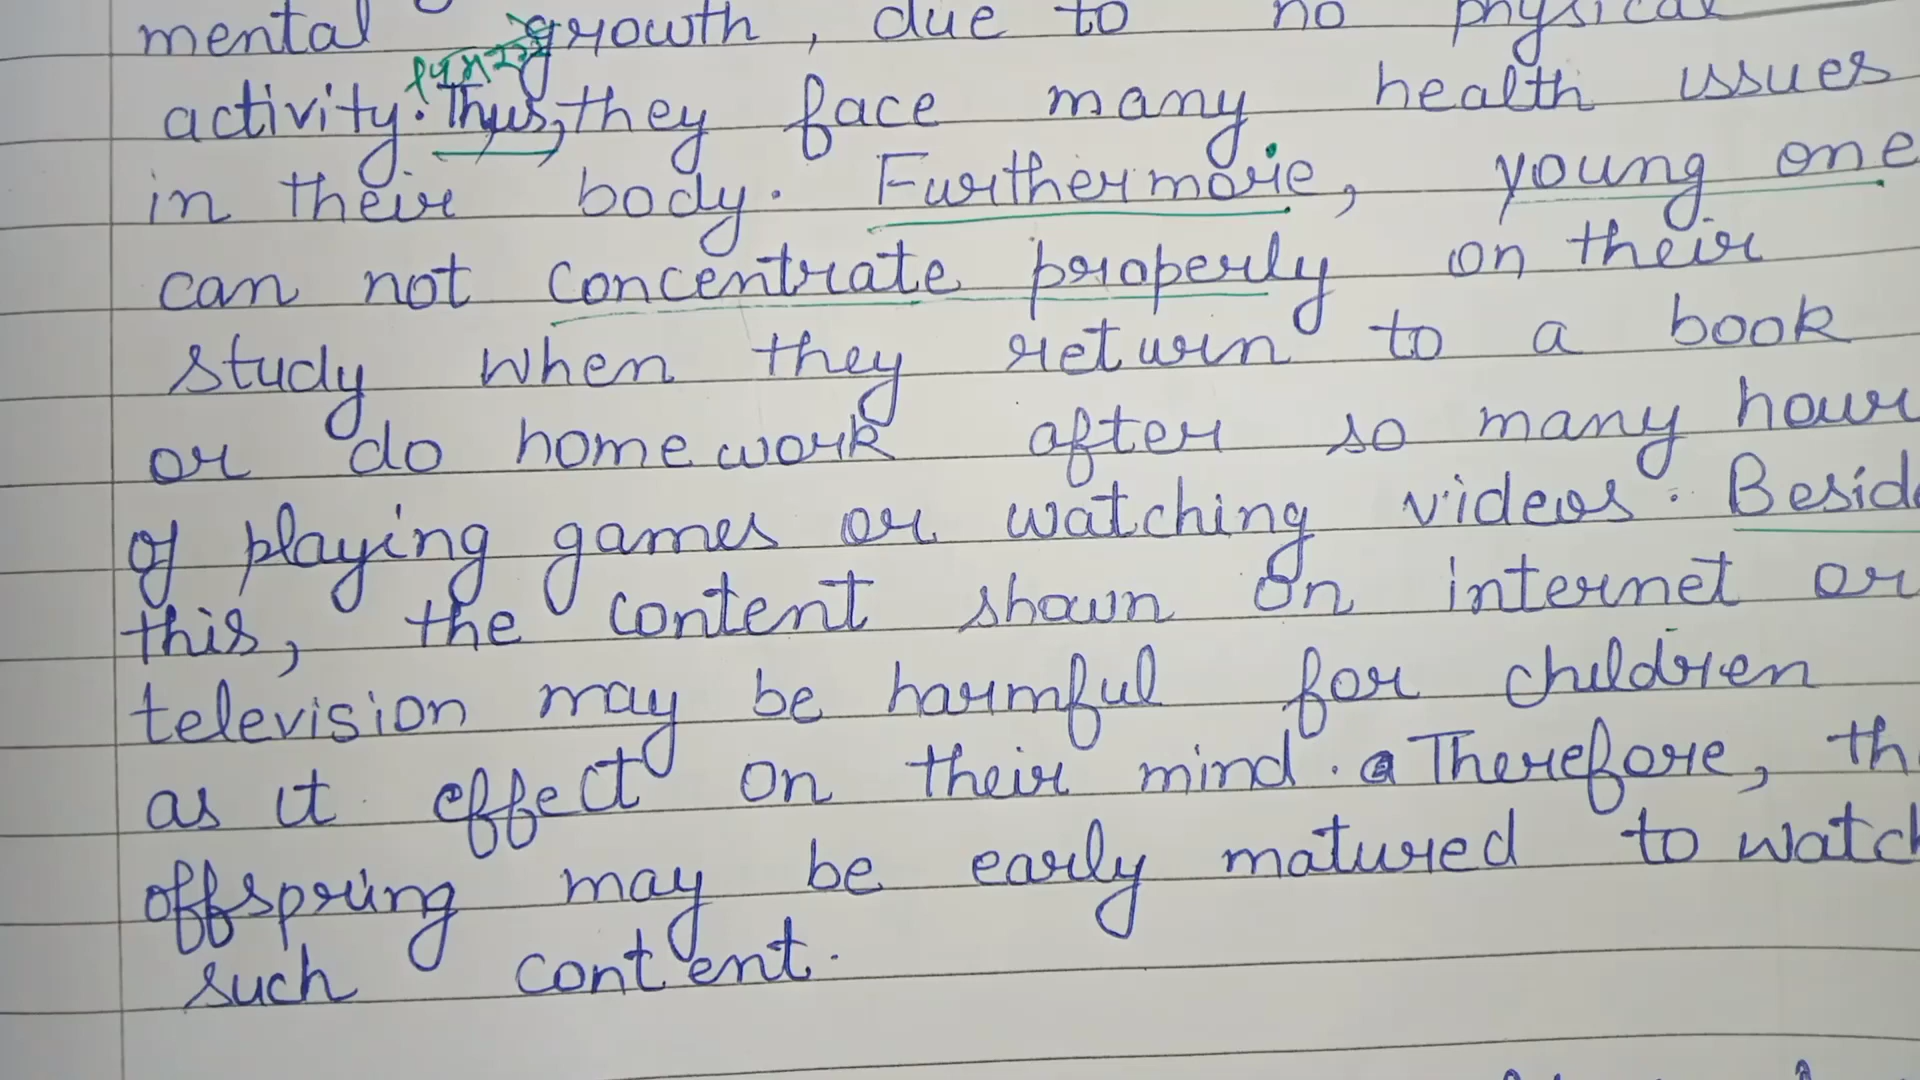 mental growth, due to no physical
activity. Thus, they face many health issues
in their body. Furthermore, young one
can not concentrate properly on their
study when they return to a book
or do homework after so many hour
of playing games or watching videos. Besid
this, the content shown on internet or
television may be harmful for children
as it effect on their mind. Therefore, th
offspring may be early matured to watch
such content.